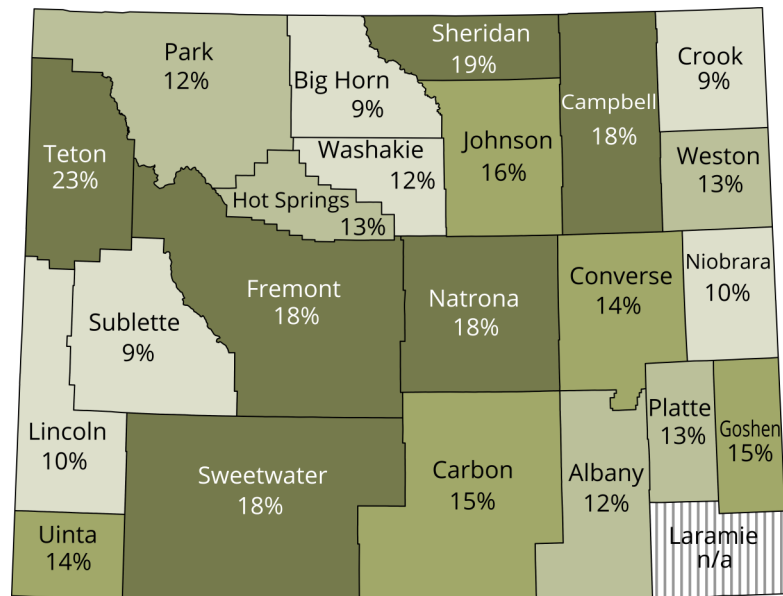 Park
12%
Big Horn
9%
Sheridan
19%
Campbell
18%
Crook
9%
Teton
23%
Washakie
12%
Johnson
16%
Weston
13%
Hot Springs
13%
Fremont
18%
Natrona
18%
Converse
14%
Niobrara
10%
Sublette
9%
Lincoln
10%
Sweetwater
18%
Carbon
15%
Albany
12%
Platte
13%
Goshen
15%
Uinta
14%
Laramie
n/a